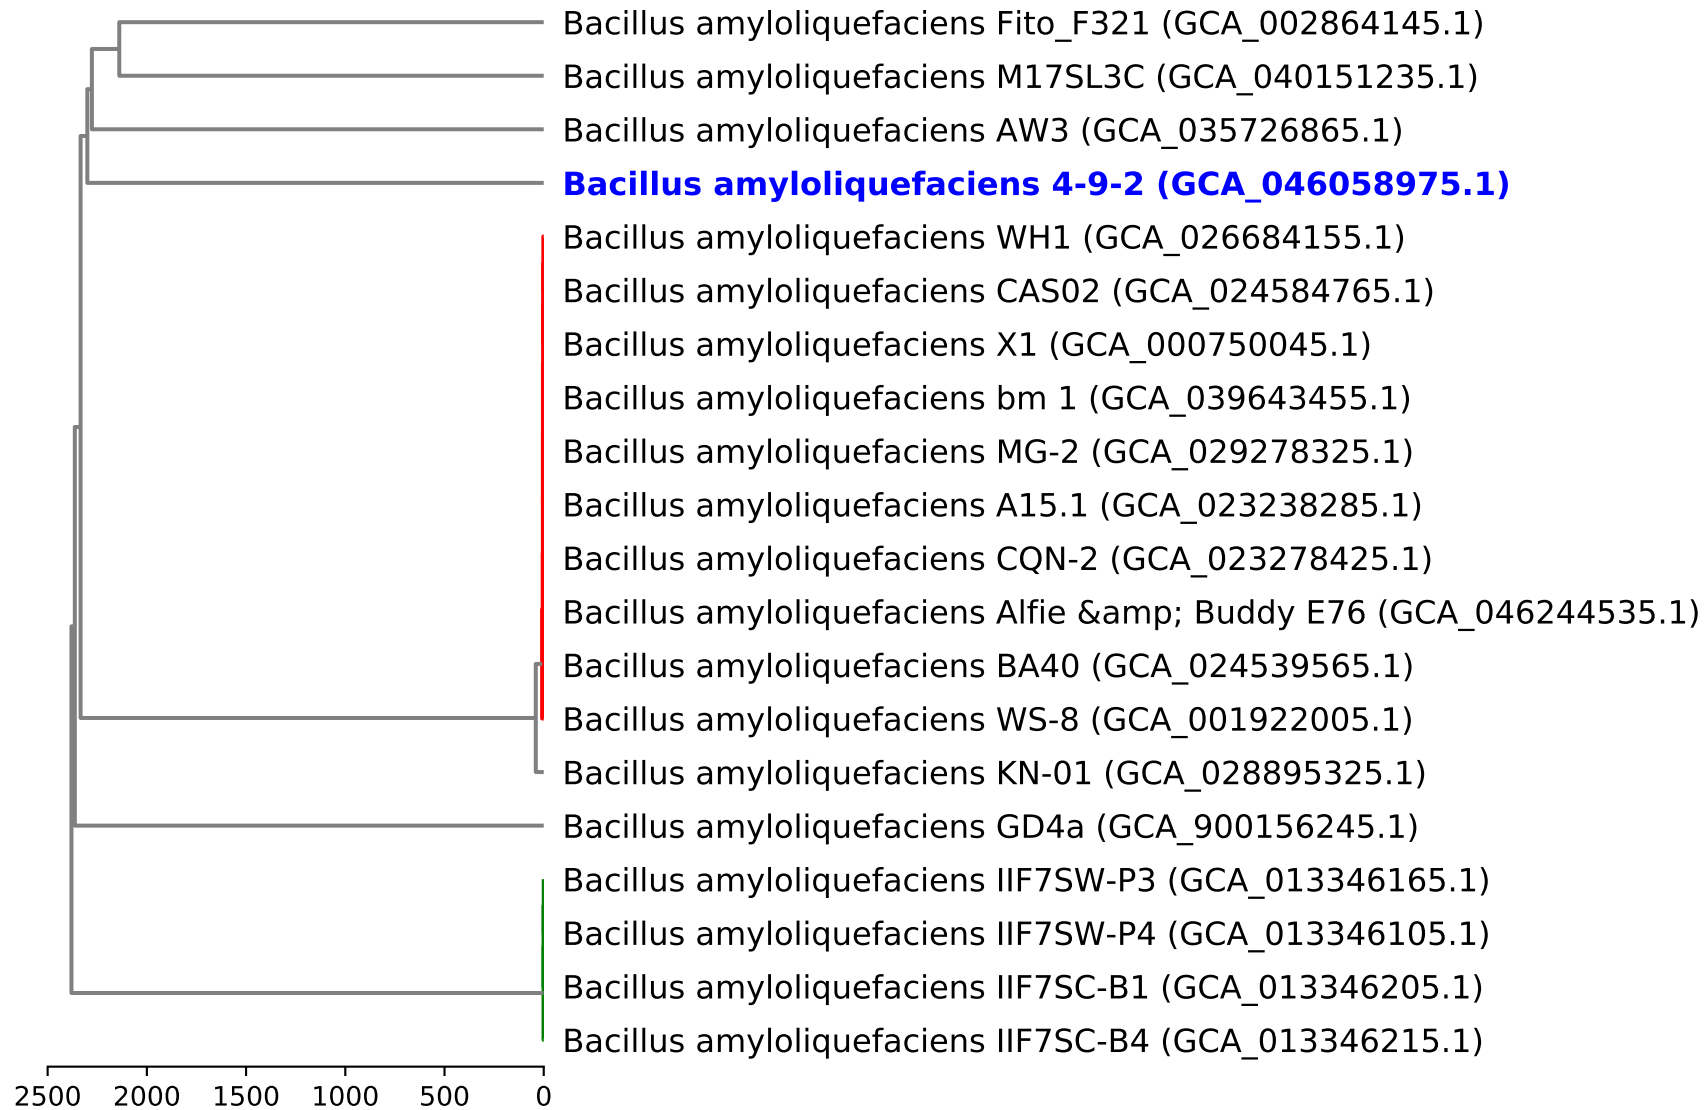 Bacillus amyloliquefaciens Fito_F321 (GCA_002864145.1)
Bacillus amyloliquefaciens M17SL3C (GCA_040151235.1)
Bacillus amyloliquefaciens AW3 (GCA_035726865.1)
Bacillus amyloliquefaciens 4-9-2 (GCA_046058975.1)
Bacillus amyloliquefaciens WH1 (GCA_026684155.1)
Bacillus amyloliquefaciens CAS02 (GCA_024584765.1)
Bacillus amyloliquefaciens X1 (GCA_000750045.1)
Bacillus amyloliquefaciens bm 1 (GCA_039643455.1)
Bacillus amyloliquefaciens MG-2 (GCA_029278325.1)
Bacillus amyloliquefaciens A15.1 (GCA_023238285.1)
Bacillus amyloliquefaciens CQN-2 (GCA_023278425.1)
Bacillus amyloliquefaciens Alfie &amp; Buddy E76 (GCA_046244535.1)
Bacillus amyloliquefaciens BA40 (GCA_024539565.1)
Bacillus amyloliquefaciens WS-8 (GCA_001922005.1)
Bacillus amyloliquefaciens KN-01 (GCA_028895325.1)
Bacillus amyloliquefaciens GD4a (GCA_900156245.1)
Bacillus amyloliquefaciens IIF7SW-P3 (GCA_013346165.1)
Bacillus amyloliquefaciens IIF7SW-P4 (GCA_013346105.1)
Bacillus amyloliquefaciens IIF7SC-B1 (GCA_013346205.1)
Bacillus amyloliquefaciens IIF7SC-B4 (GCA_013346215.1)
2500 2000 1500 1000 500 0